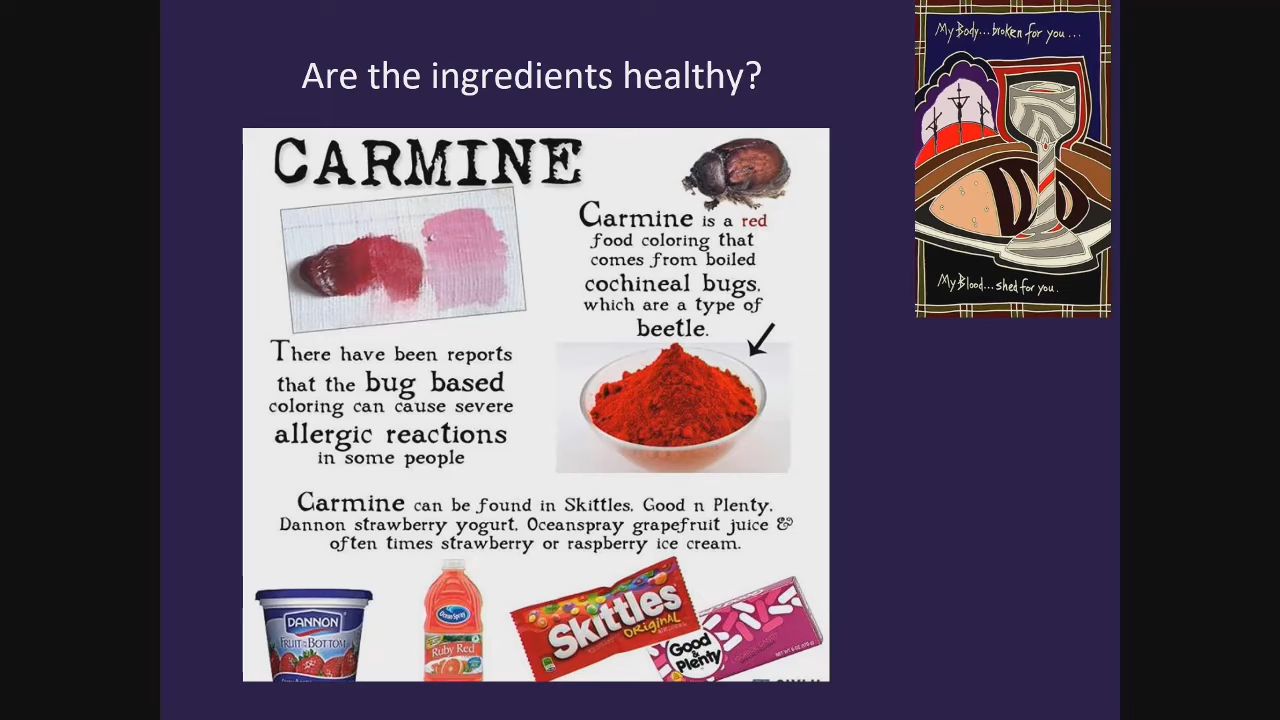 Are the ingredients healthy?
My Body...broken for you...
My Blood...shed for you.
CARMINE
Carmine is a red
food coloring that
comes from boiled
cochineal bugs,
which are a type of
beetle.
There have been reports
that the bug based
coloring can cause severe
allergic reactions
in some people
Carmine can be found in Skittles, Good n Plenty,
Dannon strawberry yogurt, Oceanspray grapefruit juice &
often times strawberry or raspberry ice cream.
DANNON
FRUIT on the BOTTOM
Ocean Spray
Ruby Red
Skittles
ORIGINAL
Good
&
Plenty